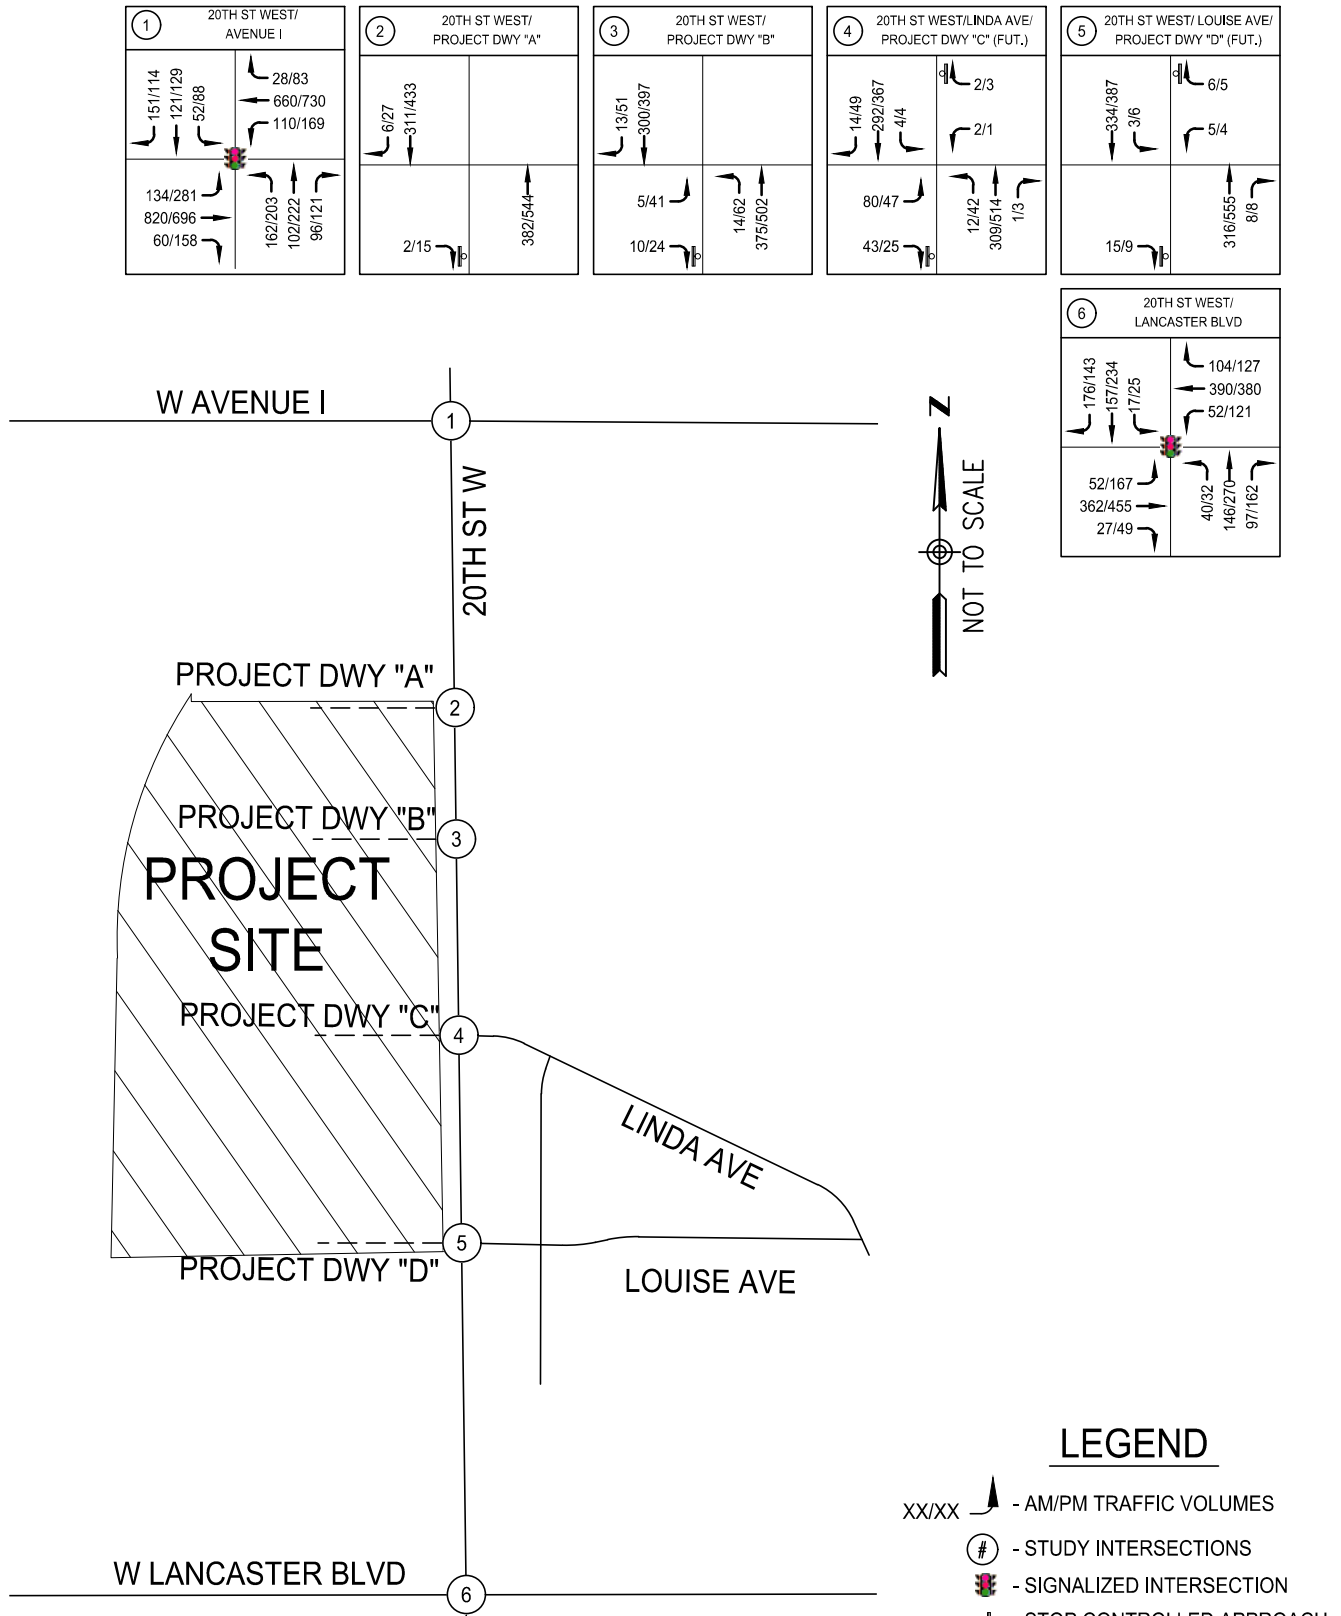 1
20TH ST WEST/
AVENUE I
151/114
121/129
52/88
28/83
660/730
110/169
134/281
820/696
60/158
162/203
102/222
96/121
2
20TH ST WEST/
PROJECT DWY "A"
6/27
311/433
2/15
382/544
3
20TH ST WEST/
PROJECT DWY "B"
13/51
300/397
5/41
10/24
14/62
375/502
4
20TH ST WEST/LINDA AVE/
PROJECT DWY "C" (FUT.)
14/49
292/367
4/4
2/3
2/1
80/47
43/25
12/42
309/514
1/3
5
20TH ST WEST/ LOUISE AVE/
PROJECT DWY "D" (FUT.)
334/387
3/6
6/5
5/4
15/9
316/555
8/8
6
20TH ST WEST/
LANCASTER BLVD
176/143
157/234
17/25
104/127
390/380
52/121
52/167
362/455
27/49
40/32
146/270
97/162
W AVENUE I
1
20TH ST W
N
NOT TO SCALE
PROJECT DWY "A"
2
PROJECT DWY "B"
3
PROJECT
SITE
PROJECT DWY "C"
4
LINDA AVE
5
PROJECT DWY "D"
LOUISE AVE
W LANCASTER BLVD
6
LEGEND
XX/XX - AM/PM TRAFFIC VOLUMES
# - STUDY INTERSECTIONS
- SIGNALIZED INTERSECTION
- STOP CONTROLLED APPROACH